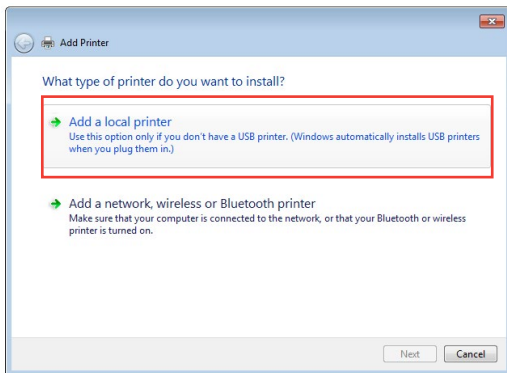 Add Printer
What type of printer do you want to install?
Add a local printer
Use this option only if you don't have a USB printer. (Windows automatically installs USB printers
when you plug them in.)
Add a network, wireless or Bluetooth printer
Make sure that your computer is connected to the network, or that your Bluetooth or wireless
printer is turned on.
Next Cancel